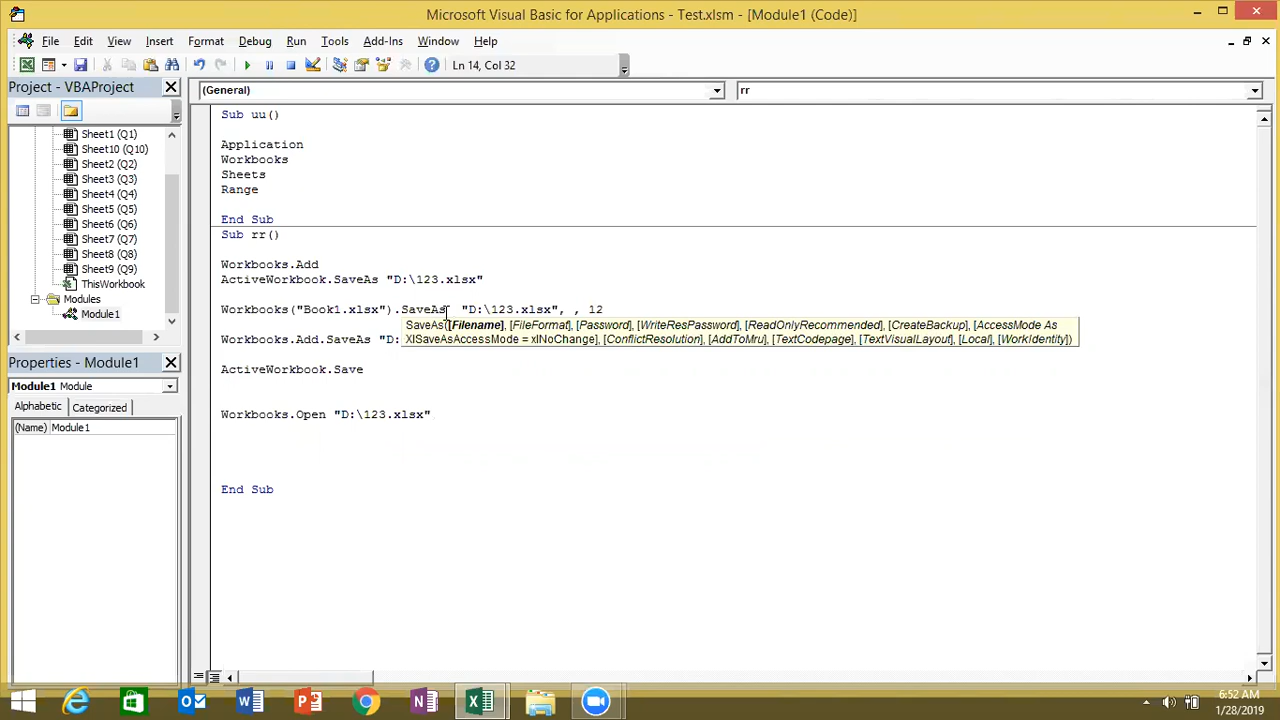 Microsoft Visual Basic for Applications - Test.xlsm - [Module1 (Code)]
File Edit View Insert Format Debug Run Tools Add-Ins Window Help
Ln 14, Col 32
Project - VBAProject
(General)
rr
Sheet1 (Q1)
Sheet10 (Q10)
Sheet2 (Q2)
Sheet3 (Q3)
Sheet4 (Q4)
Sheet5 (Q5)
Sheet6 (Q6)
Sheet7 (Q7)
Sheet8 (Q8)
Sheet9 (Q9)
ThisWorkbook
Modules
Module1
Properties - Module1
Module1 Module
Alphabetic Categorized
(Name) Module1
Sub uu()
Application
Workbooks
Sheets
Range
End Sub
Sub rr()
Workbooks.Add
ActiveWorkbook.SaveAs "D:\123.xlsx"
Workbooks("Book1.xlsx").SaveAs "D:\123.xlsx", , 12
SaveAs([Filename], [FileFormat], [Password], [WriteResPassword], [ReadOnlyRecommended], [CreateBackup], [AccessMode As
XlSaveAsAccessMode = xlNoChange], [ConflictResolution], [AddToMru], [TextCodepage], [TextVisualLayout], [Local], [WorkIdentity])
Workbooks.Add.SaveAs "D:
ActiveWorkbook.Save
Workbooks.Open "D:\123.xlsx"
End Sub
6:52 AM
1/28/2019